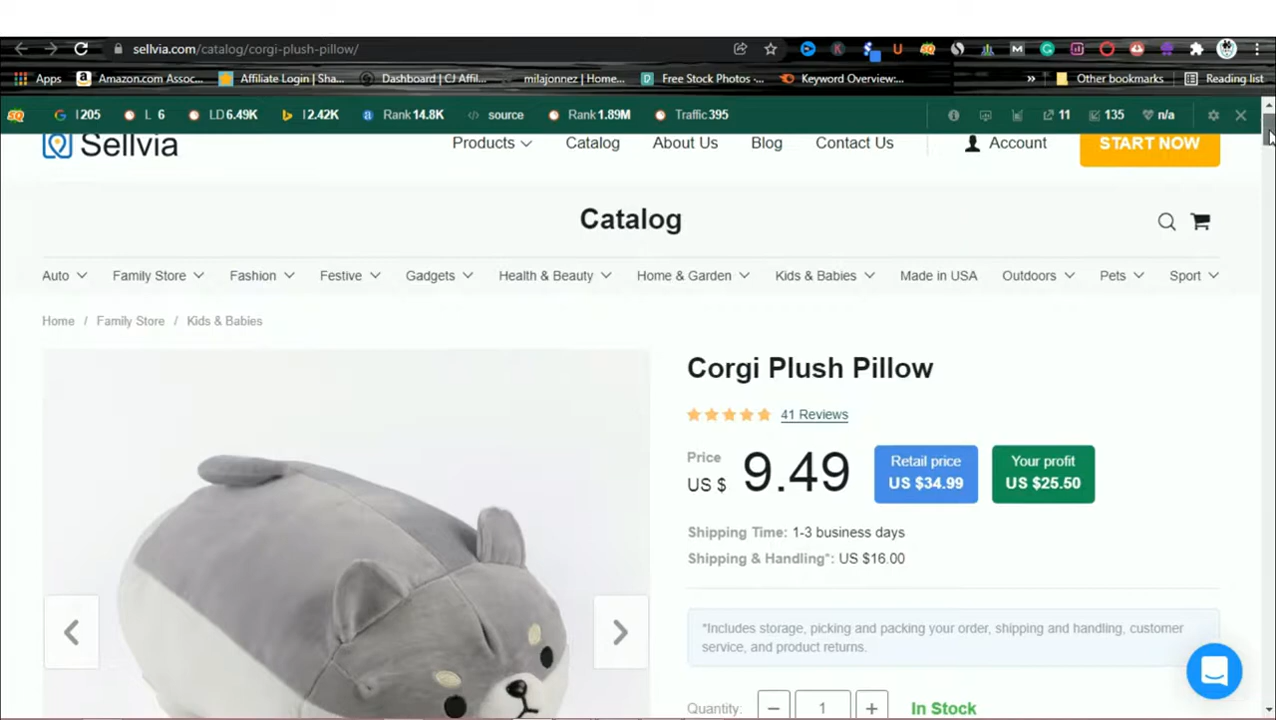 sellvia.com/catalog/corgi-plush-pillow/
Apps Amazon.com Assoc... Affiliate Login | Sha... Dashboard | CJ Affil... milajonnez | Home... Free Stock Photos -... Keyword Overview:... » Other bookmarks Reading list
I 205 L 6 LD 6.49K I 2.42K Rank 14.8K source Rank 1.89M Traffic 395 11 135 n/a
Sellvia Products Catalog About Us Blog Contact Us Account START NOW
Catalog
Auto Family Store Fashion Festive Gadgets Health & Beauty Home & Garden Kids & Babies Made in USA Outdoors Pets Sport
Home / Family Store / Kids & Babies
Corgi Plush Pillow
41 Reviews
Price US $ 9.49
Retail price
US $34.99
Your profit
US $25.50
Shipping Time: 1-3 business days
Shipping & Handling*: US $16.00
*Includes storage, picking and packing your order, shipping and handling, customer
service, and product returns.
Quantity: − 1 + In Stock